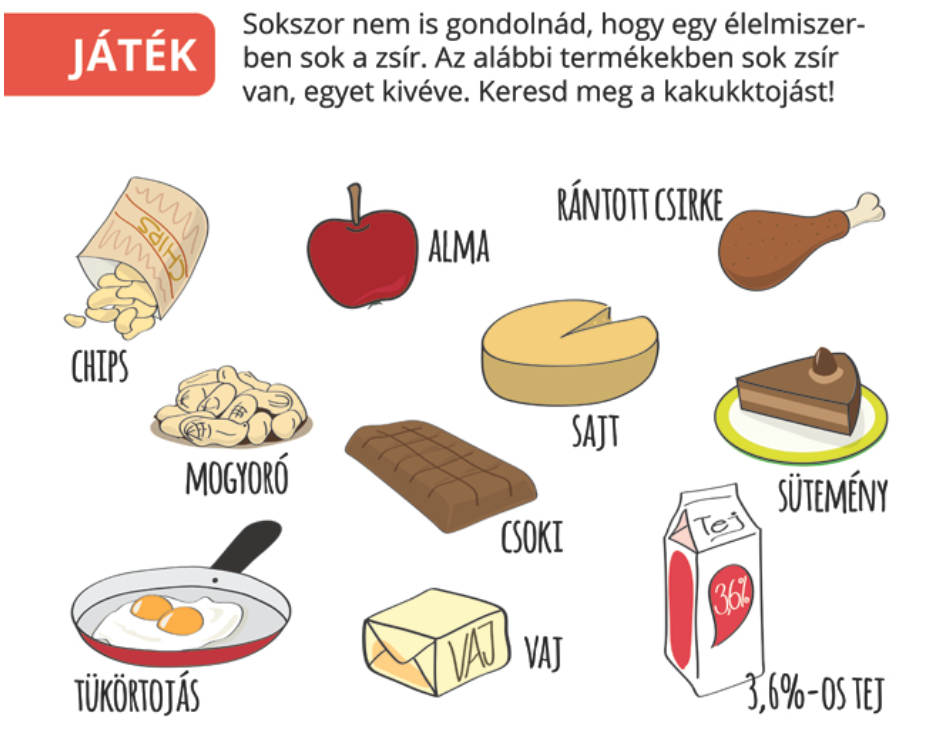 JÁTÉK
Sokszor nem is gondolnád, hogy egy élelmiszer-
ben sok a zsír. Az alábbi termékekben sok zsír
van, egyet kivéve. Keresd meg a kakukktojást!
CHIPS
CHIPS
ALMA
RÁNTOTT CSIRKE
MOGYORÓ
SAJT
CSOKI
SÜTEMÉNY
TÜKÖRTOJÁS
VAJ
VAJ
Tej
3,6%
3,6%-OS TEJ